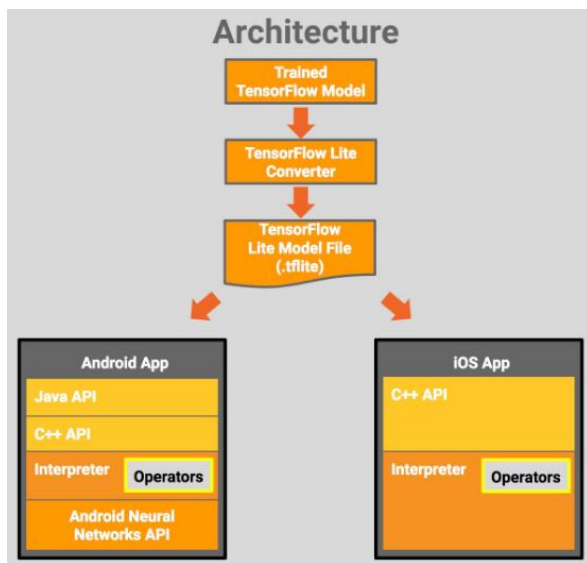 Architecture
Trained
TensorFlow Model
TensorFlow Lite
Converter
TensorFlow
Lite Model File
(.tflite)
Android App
Java API
C++ API
Interpreter
Operators
Android Neural
Networks API
iOS App
C++ API
Interpreter
Operators